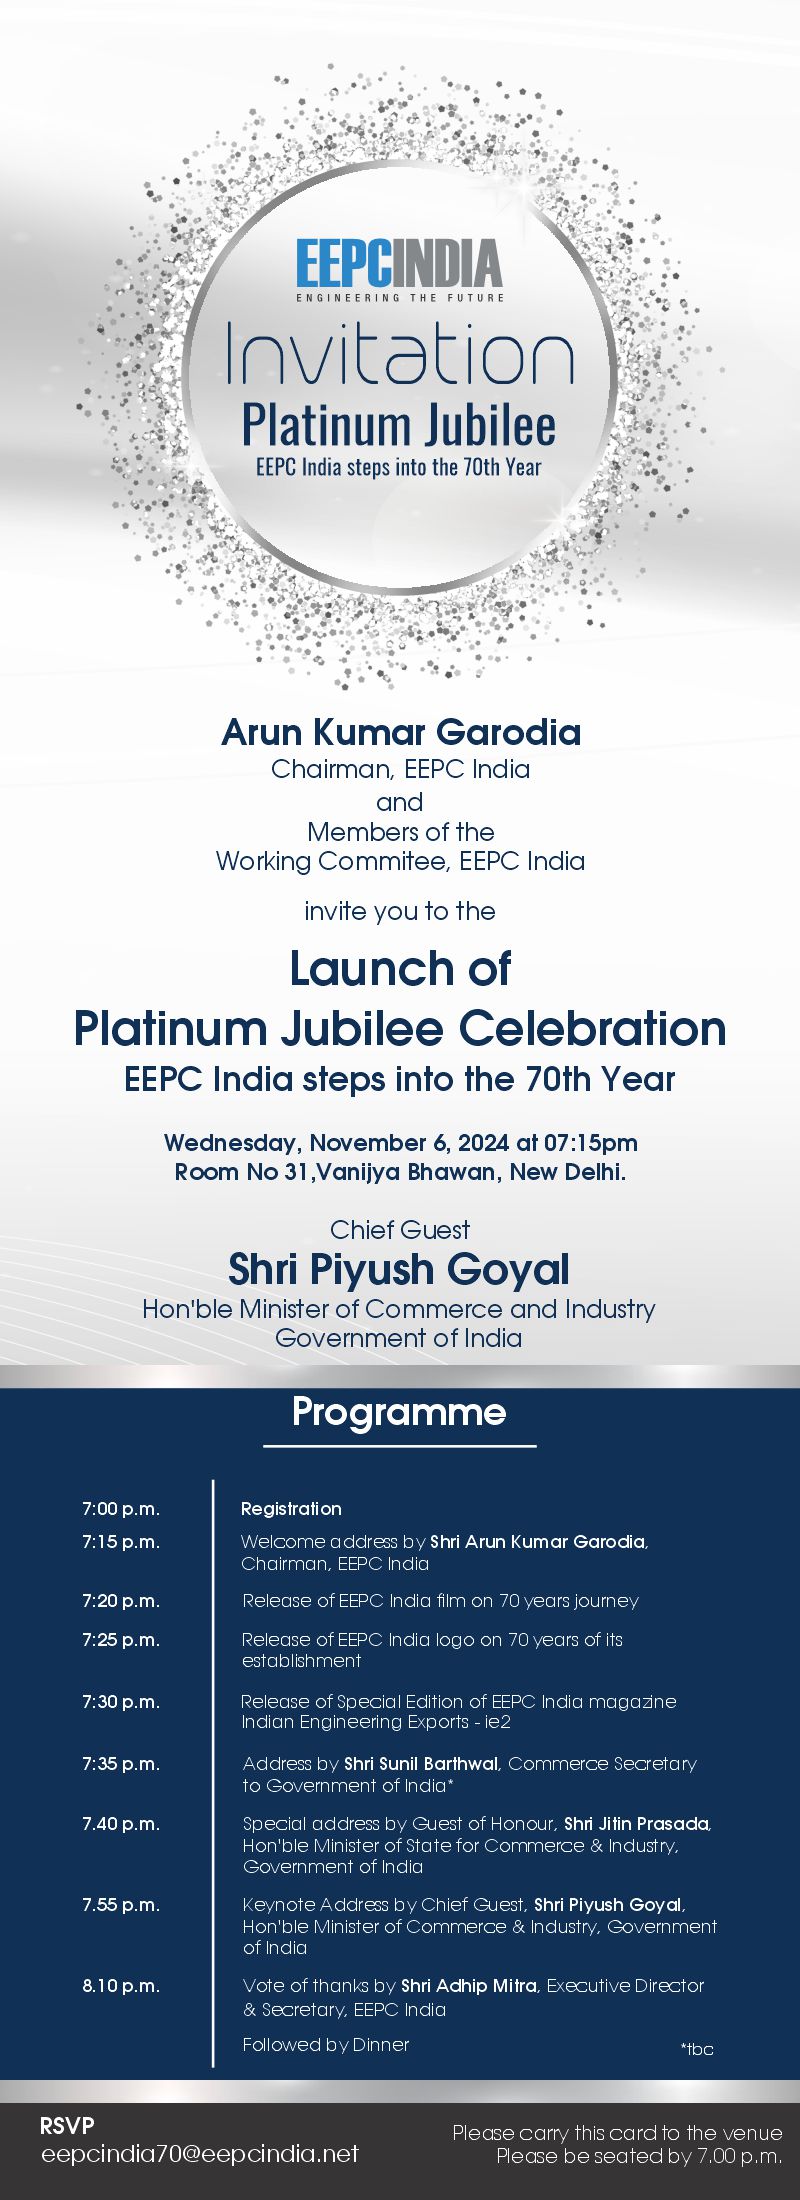 EEPCINDIA
ENGINEERING THE FUTURE
Invitation
Platinum Jubilee
EEPC India steps into the 70th Year
Arun Kumar Garodia
Chairman, EEPC India
and
Members of the
Working Commitee, EEPC India
invite you to the
Launch of
Platinum Jubilee Celebration
EEPC India steps into the 70th Year
Wednesday, November 6, 2024 at 07:15pm
Room No 31,Vanijya Bhawan, New Delhi.
Chief Guest
Shri Piyush Goyal
Hon'ble Minister of Commerce and Industry
Government of India
Programme
7:00 p.m. Registration
7:15 p.m. Welcome address by Shri Arun Kumar Garodia,
Chairman, EEPC India
7:20 p.m. Release of EEPC India film on 70 years journey
7:25 p.m. Release of EEPC India logo on 70 years of its
establishment
7:30 p.m. Release of Special Edition of EEPC India magazine
Indian Engineering Exports - ie2
7:35 p.m. Address by Shri Sunil Barthwal, Commerce Secretary
to Government of India*
7.40 p.m. Special address by Guest of Honour, Shri Jitin Prasada,
Hon'ble Minister of State for Commerce & Industry,
Government of India
7.55 p.m. Keynote Address by Chief Guest, Shri Piyush Goyal,
Hon'ble Minister of Commerce & Industry, Government
of India
8.10 p.m. Vote of thanks by Shri Adhip Mitra, Executive Director
& Secretary, EEPC India
Followed by Dinner
*tbc
RSVP
eepcindia70@eepcindia.net
Please carry this card to the venue
Please be seated by 7.00 p.m.